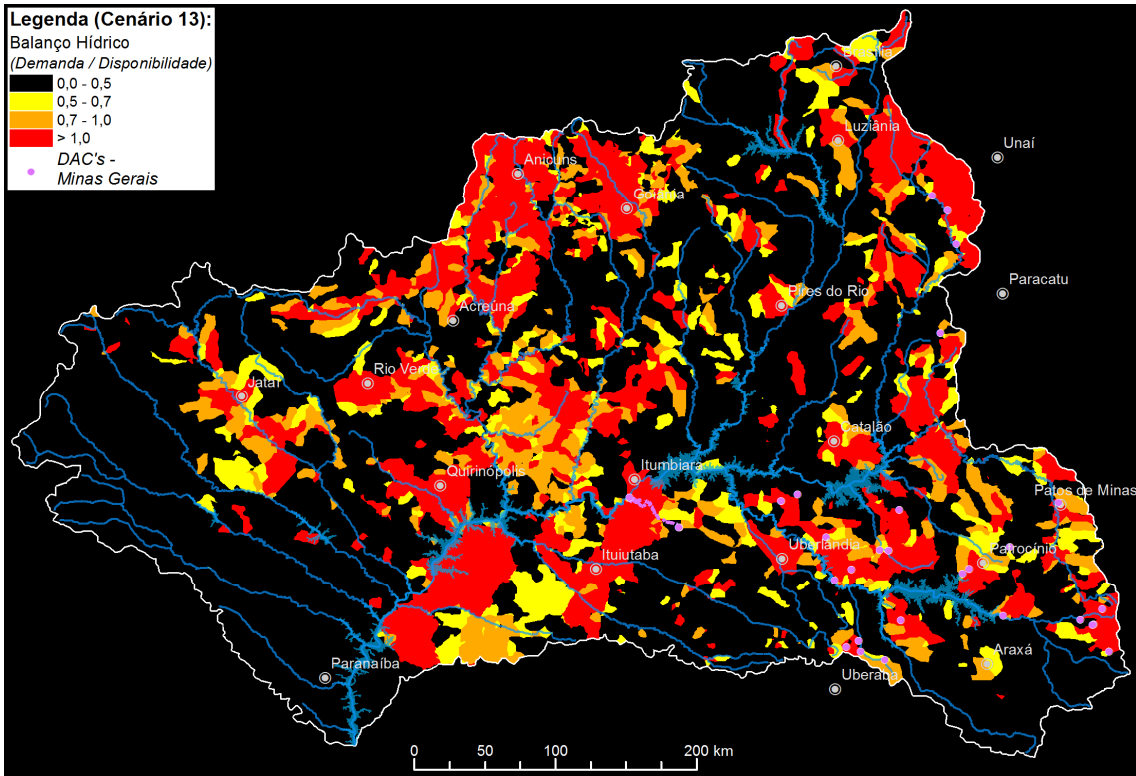 Legenda (Cenário 13):
Balanço Hídrico
(Demanda / Disponibilidade)
0,0 - 0,5
0,5 - 0,7
0,7 - 1,0
> 1,0
DAC's -
Minas Gerais
Brasília
Luziânia
Unaí
Anicuns
Goiânia
Paracatu
Pires do Rio
Acreúna
Rio Verde
Jataí
Catalão
Itumbiara
Quirinópolis
Patos de Minas
Uberlândia
Patrocínio
Ituiutaba
Araxá
Paranaíba
Uberaba
0 50 100 200 km